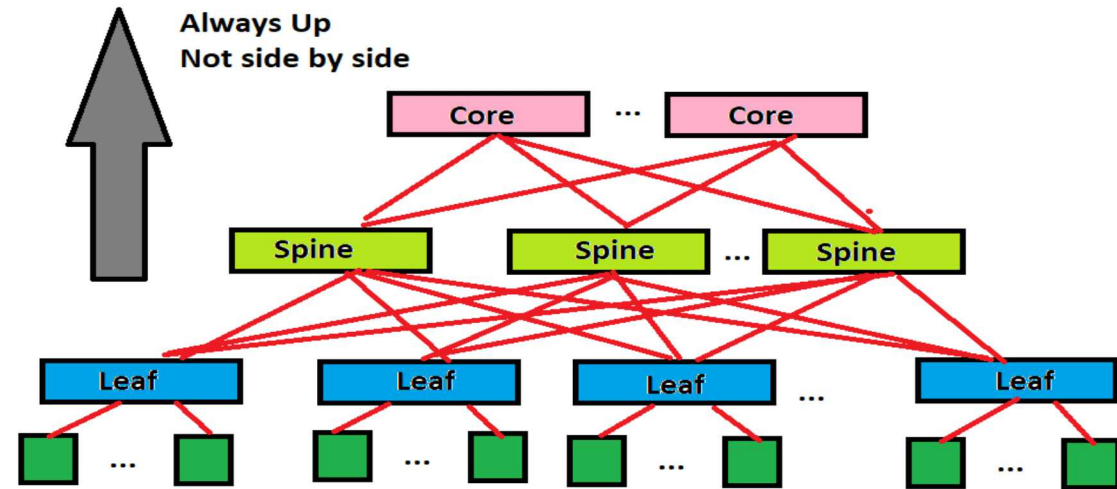 Always Up
Not side by side
Core ... Core
Spine Spine ... Spine
Leaf Leaf Leaf ... Leaf
... ... ... ...